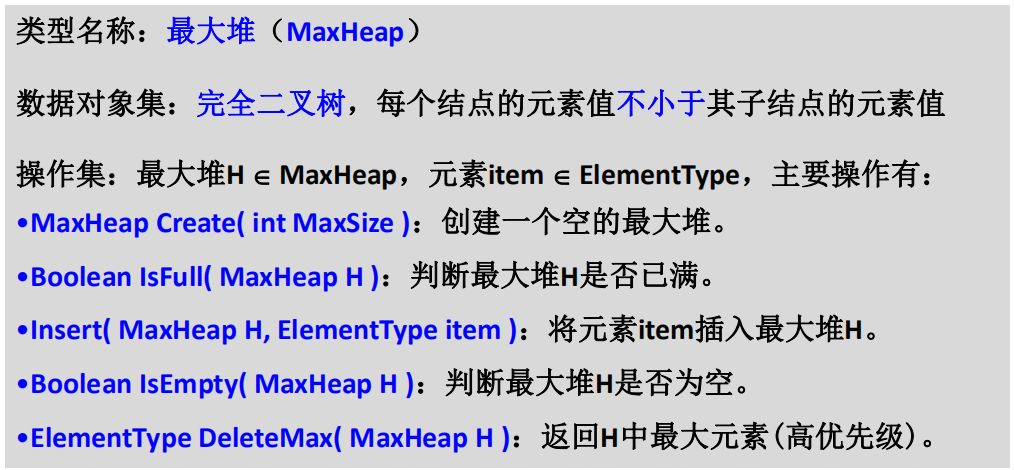 类型名称：最大堆（MaxHeap）
数据对象集：完全二叉树，每个结点的元素值不小于其子结点的元素值
操作集：最大堆H ∈ MaxHeap，元素item ∈ ElementType，主要操作有：
•MaxHeap Create( int MaxSize )：创建一个空的最大堆。
•Boolean IsFull( MaxHeap H )：判断最大堆H是否已满。
•Insert( MaxHeap H, ElementType item )：将元素item插入最大堆H。
•Boolean IsEmpty( MaxHeap H )：判断最大堆H是否为空。
•ElementType DeleteMax( MaxHeap H )：返回H中最大元素(高优先级)。